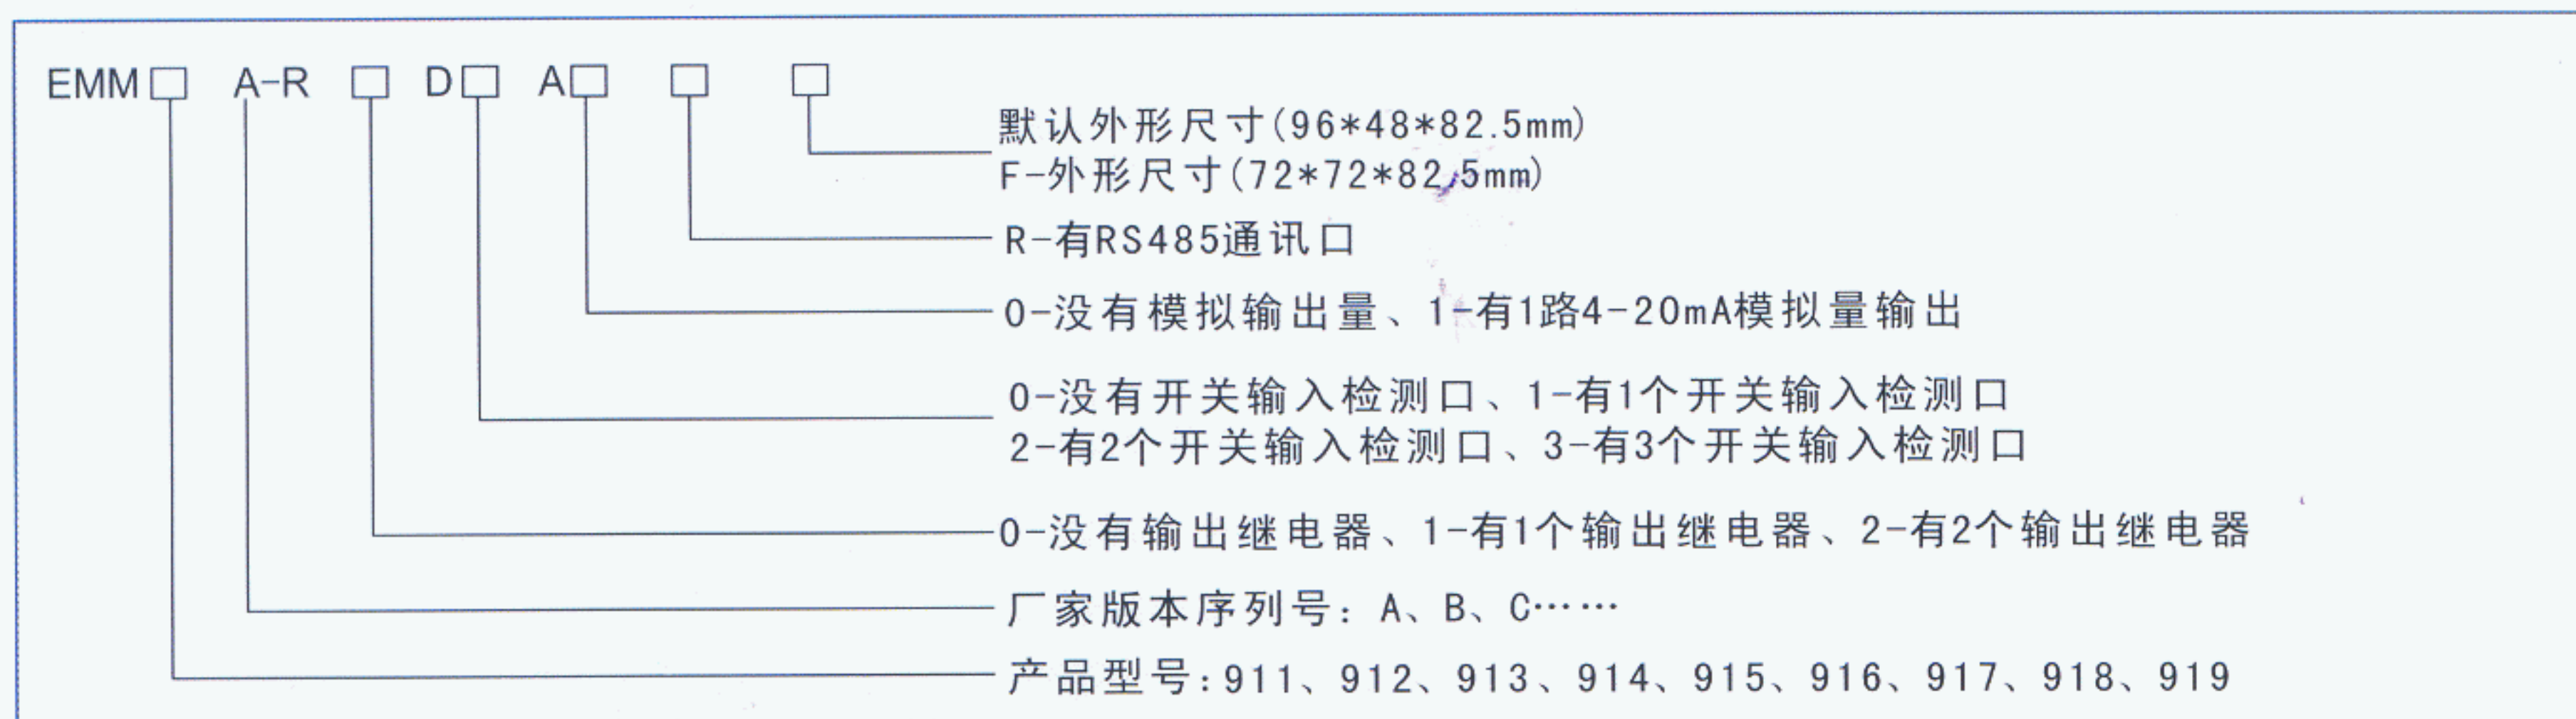 EMM□ A-R □ D□ A□ □ □
默认外形尺寸(96*48*82.5mm)
F-外形尺寸(72*72*82.5mm)
R-有RS485通讯口
0-没有模拟输出量、1-有1路4-20mA模拟量输出
0-没有开关输入检测口、1-有1个开关输入检测口
2-有2个开关输入检测口、3-有3个开关输入检测口
0-没有输出继电器、1-有1个输出继电器、2-有2个输出继电器
厂家版本序列号: A、B、C……
产品型号:911、912、913、914、915、916、917、918、919